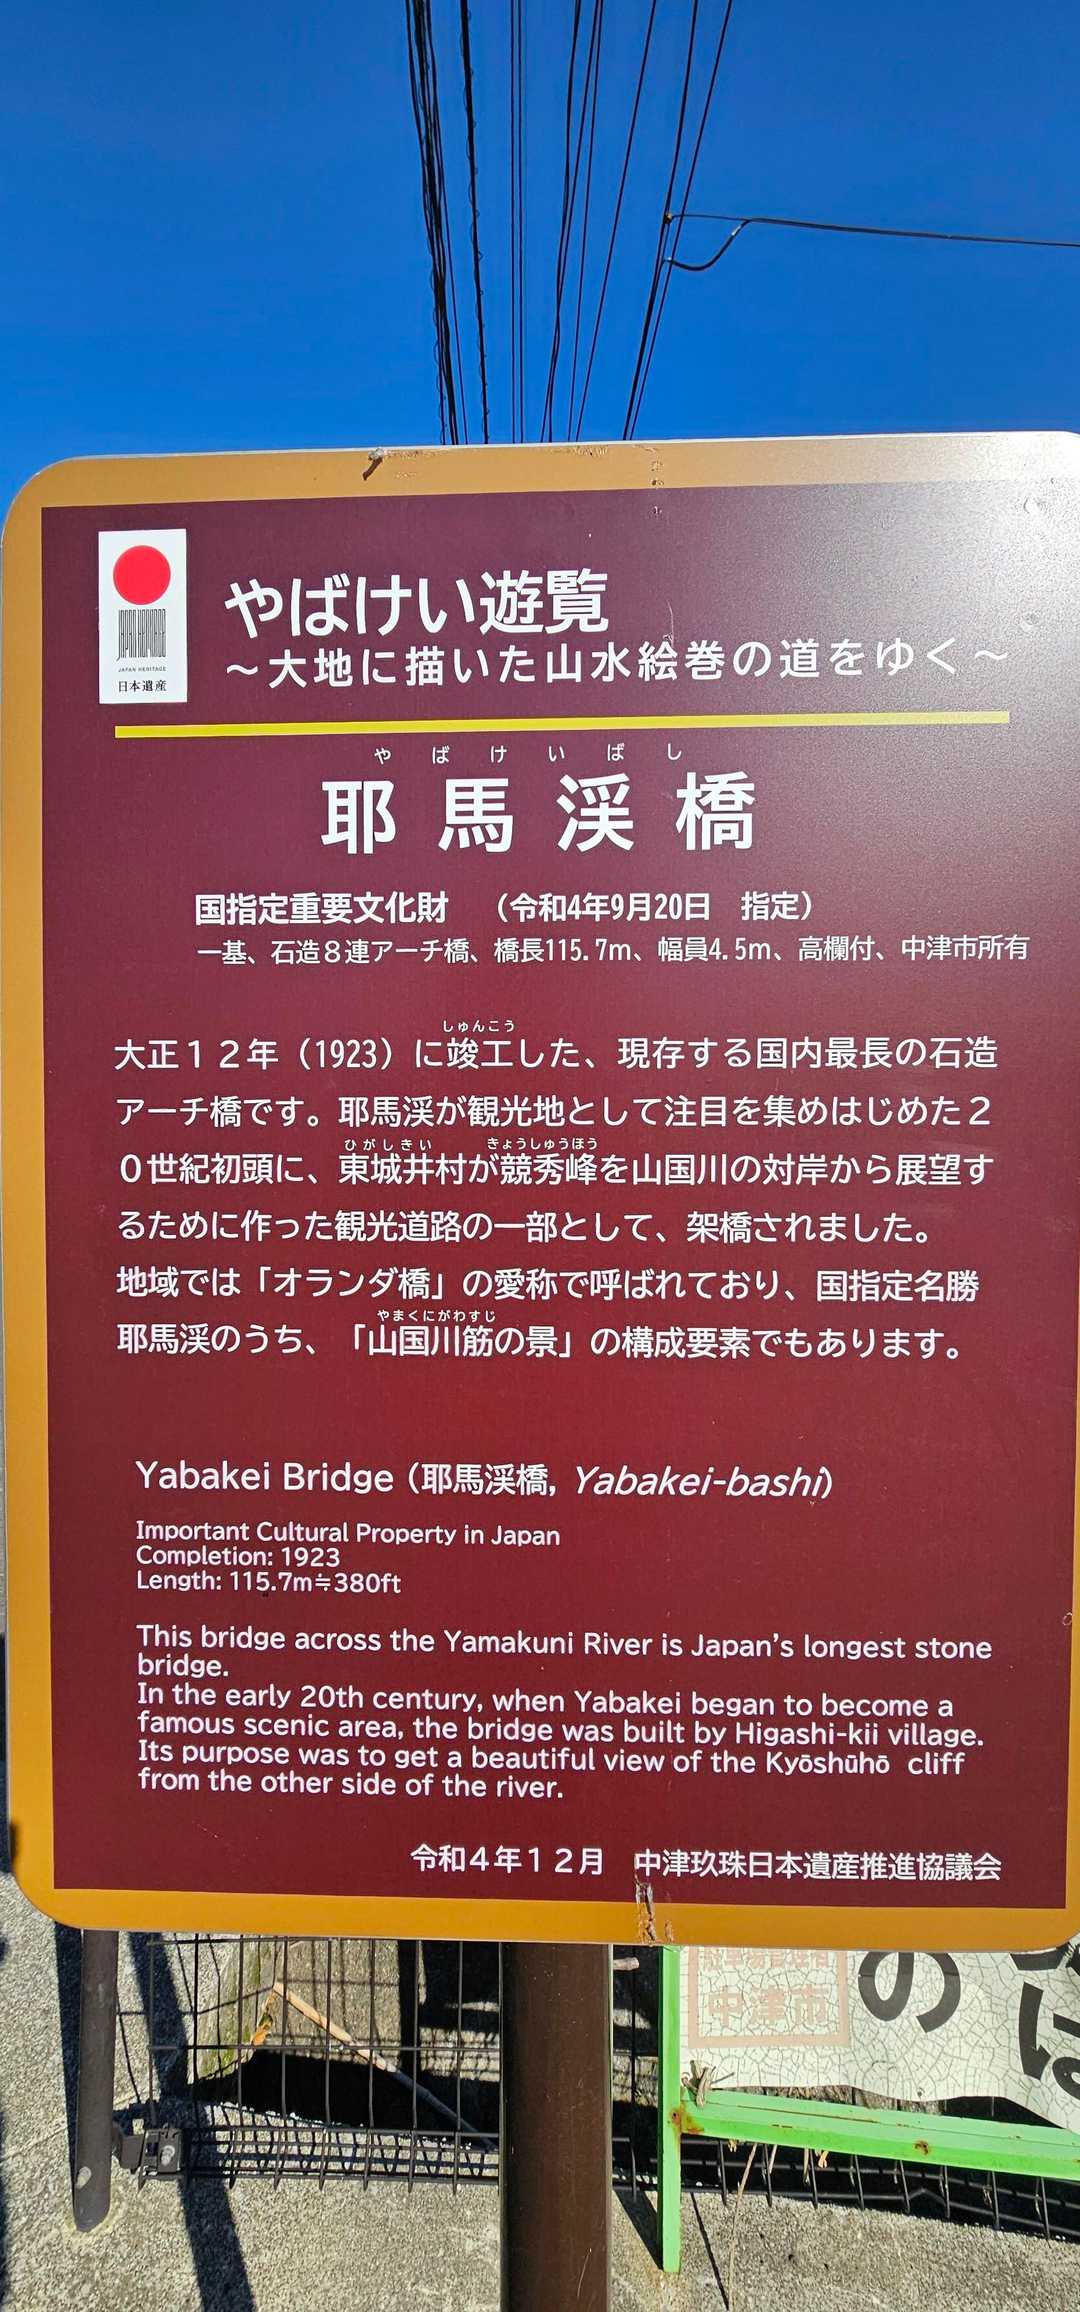 JAPAN HERITAGE
日本遺産
やばけい遊覧
～大地に描いた山水絵巻の道をゆく～
やばけいばし
耶馬渓橋
国指定重要文化財　（令和4年9月20日　指定）
一基、石造８連アーチ橋、橋長115.7m、幅員4.5m、高欄付、中津市所有
しゅんこう
大正１２年（1923）に竣工した、現存する国内最長の石造
アーチ橋です。耶馬渓が観光地として注目を集めはじめた２
ひがしきい　きょうしゅうほう
０世紀初頭に、東城井村が競秀峰を山国川の対岸から展望す
るために作った観光道路の一部として、架橋されました。
地域では「オランダ橋」の愛称で呼ばれており、国指定名勝
やまくにがわすじ
耶馬渓のうち、「山国川筋の景」の構成要素でもあります。
Yabakei Bridge（耶馬渓橋, Yabakei-bashi）
Important Cultural Property in Japan
Completion: 1923
Length: 115.7m≒380ft
This bridge across the Yamakuni River is Japan's longest stone
bridge.
In the early 20th century, when Yabakei began to become a
famous scenic area, the bridge was built by Higashi-kii village.
Its purpose was to get a beautiful view of the Kyōshūhō cliff
from the other side of the river.
令和４年１２月　中津玖珠日本遺産推進協議会
中津市
の